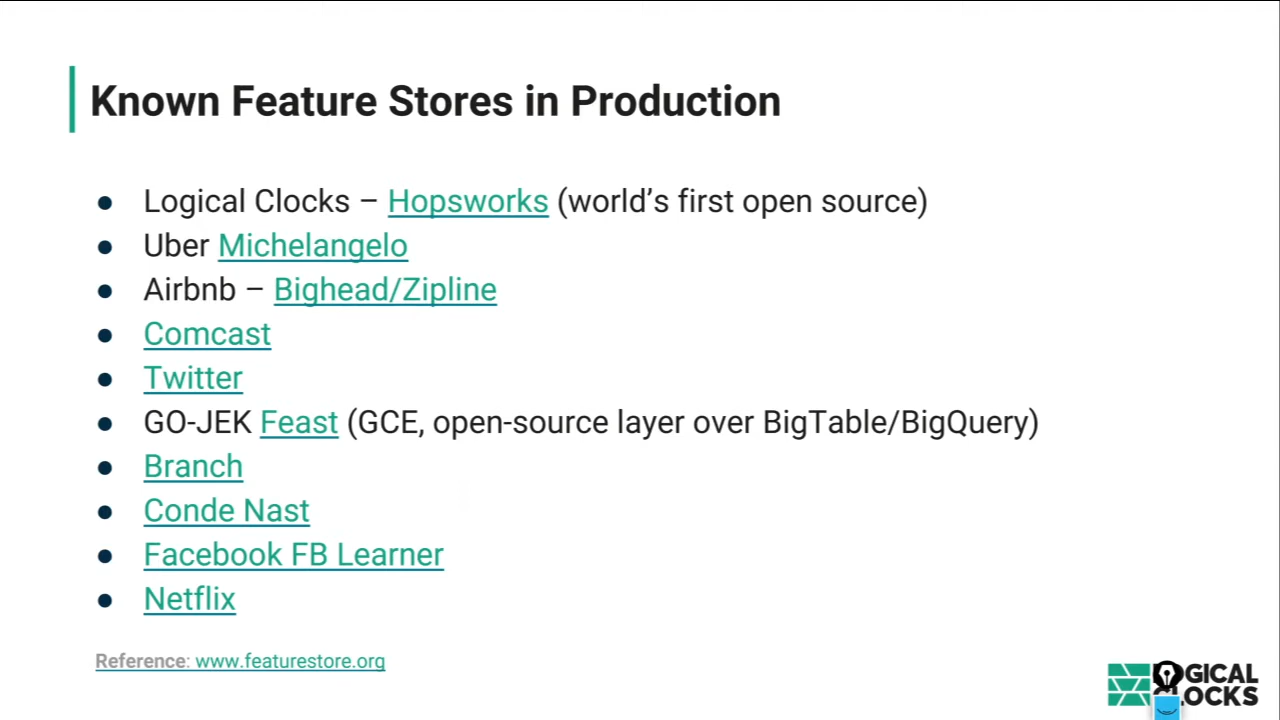 Known Feature Stores in Production
● Logical Clocks – Hopsworks (world’s first open source)
● Uber Michelangelo
● Airbnb – Bighead/Zipline
● Comcast
● Twitter
● GO-JEK Feast (GCE, open-source layer over BigTable/BigQuery)
● Branch
● Conde Nast
● Facebook FB Learner
● Netflix
Reference: www.featurestore.org
LOGICAL
CLOCKS